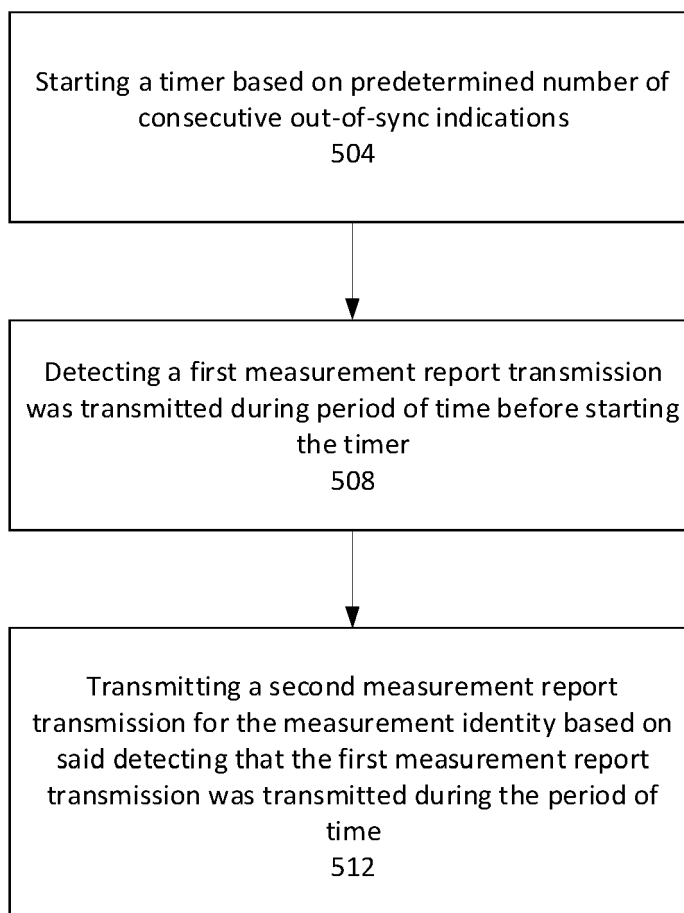 Starting a timer based on predetermined number of
consecutive out-of-sync indications
504
Detecting a first measurement report transmission
was transmitted during period of time before starting
the timer
508
Transmitting a second measurement report
transmission for the measurement identity based on
said detecting that the first measurement report
transmission was transmitted during the period of
time
512